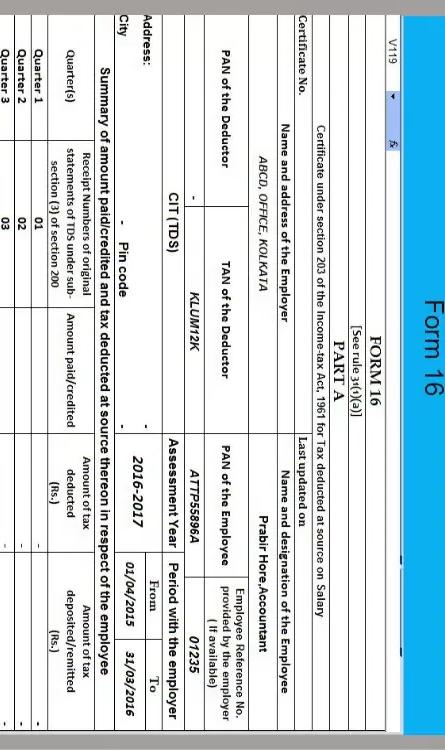 Form 16
V119 fx
FORM 16
[See rule 31(1)(a)]
PART A
Certificate under section 203 of the Income-tax Act, 1961 for Tax deducted at source on Salary
Certificate No. Last updated on
Name and address of the Employer Name and designation of the Employee
ABCD, OFFICE, KOLKATA Prabir Hore,Accountant
PAN of the Deductor TAN of the Deductor PAN of the Employee Employee Reference No. provided by the employer ( If available)
- KLUM12K ATTP55896A 01235
CIT (TDS) Assessment Year Period with the employer
Address: - 2016-2017 From To
City - Pin code - 01/04/2015 31/03/2016
Summary of amount paid/credited and tax deducted at source thereon in respect of the employee
Quarter(s) Receipt Numbers of original statements of TDS under sub-section (3) of section 200 Amount paid/credited Amount of tax deducted (Rs.) Amount of tax deposited/remitted (Rs.)
Quarter 1 01 - -
Quarter 2 02 - -
Quarter 3 03 - -